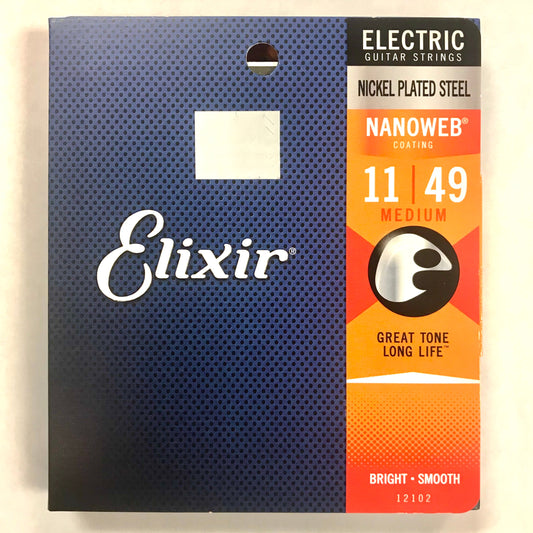 ELECTRIC
GUITAR STRINGS
NICKEL PLATED STEEL
NANOWEB®
COATING
11 | 49
MEDIUM
Elixir®
GREAT TONE
LONG LIFE™
BRIGHT • SMOOTH
12102